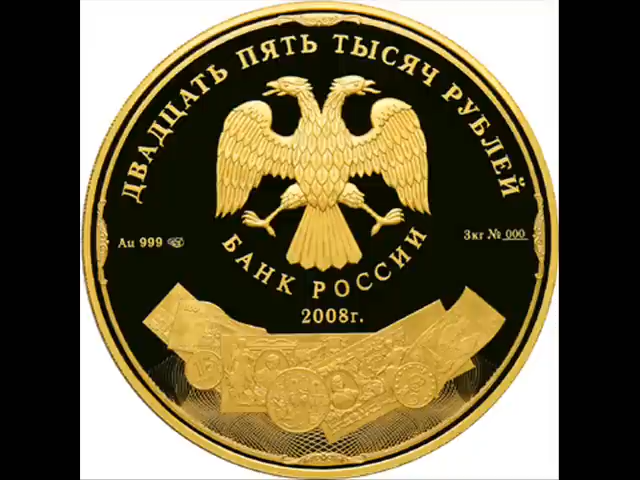 ДВАДЦАТЬ ПЯТЬ ТЫСЯЧ РУБЛЕЙ
Au 999
3кг № 000
БАНК РОССИИ
2008г.